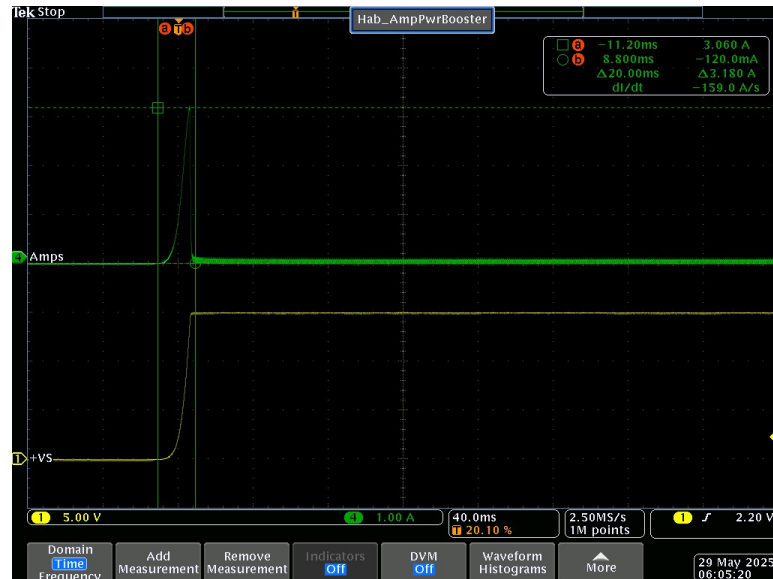 Tek Stop
Hab_AmpPwrBooster
a T b
T
a -11.20ms 3.060 A
b 8.800ms -120.0mA
Δ20.00ms Δ3.180 A
dI/dt -159.0 A/s
4 Amps
1 +VS
1 5.00 V
4 1.00 A
40.0ms
T 20.10 %
2.50MS/s
1M points
1 2.20 V
Domain
Time
Frequency
Add
Measurement
Remove
Measurement
Indicators
Off
DVM
Off
Waveform
Histograms
More
29 May 2025
06:05:20